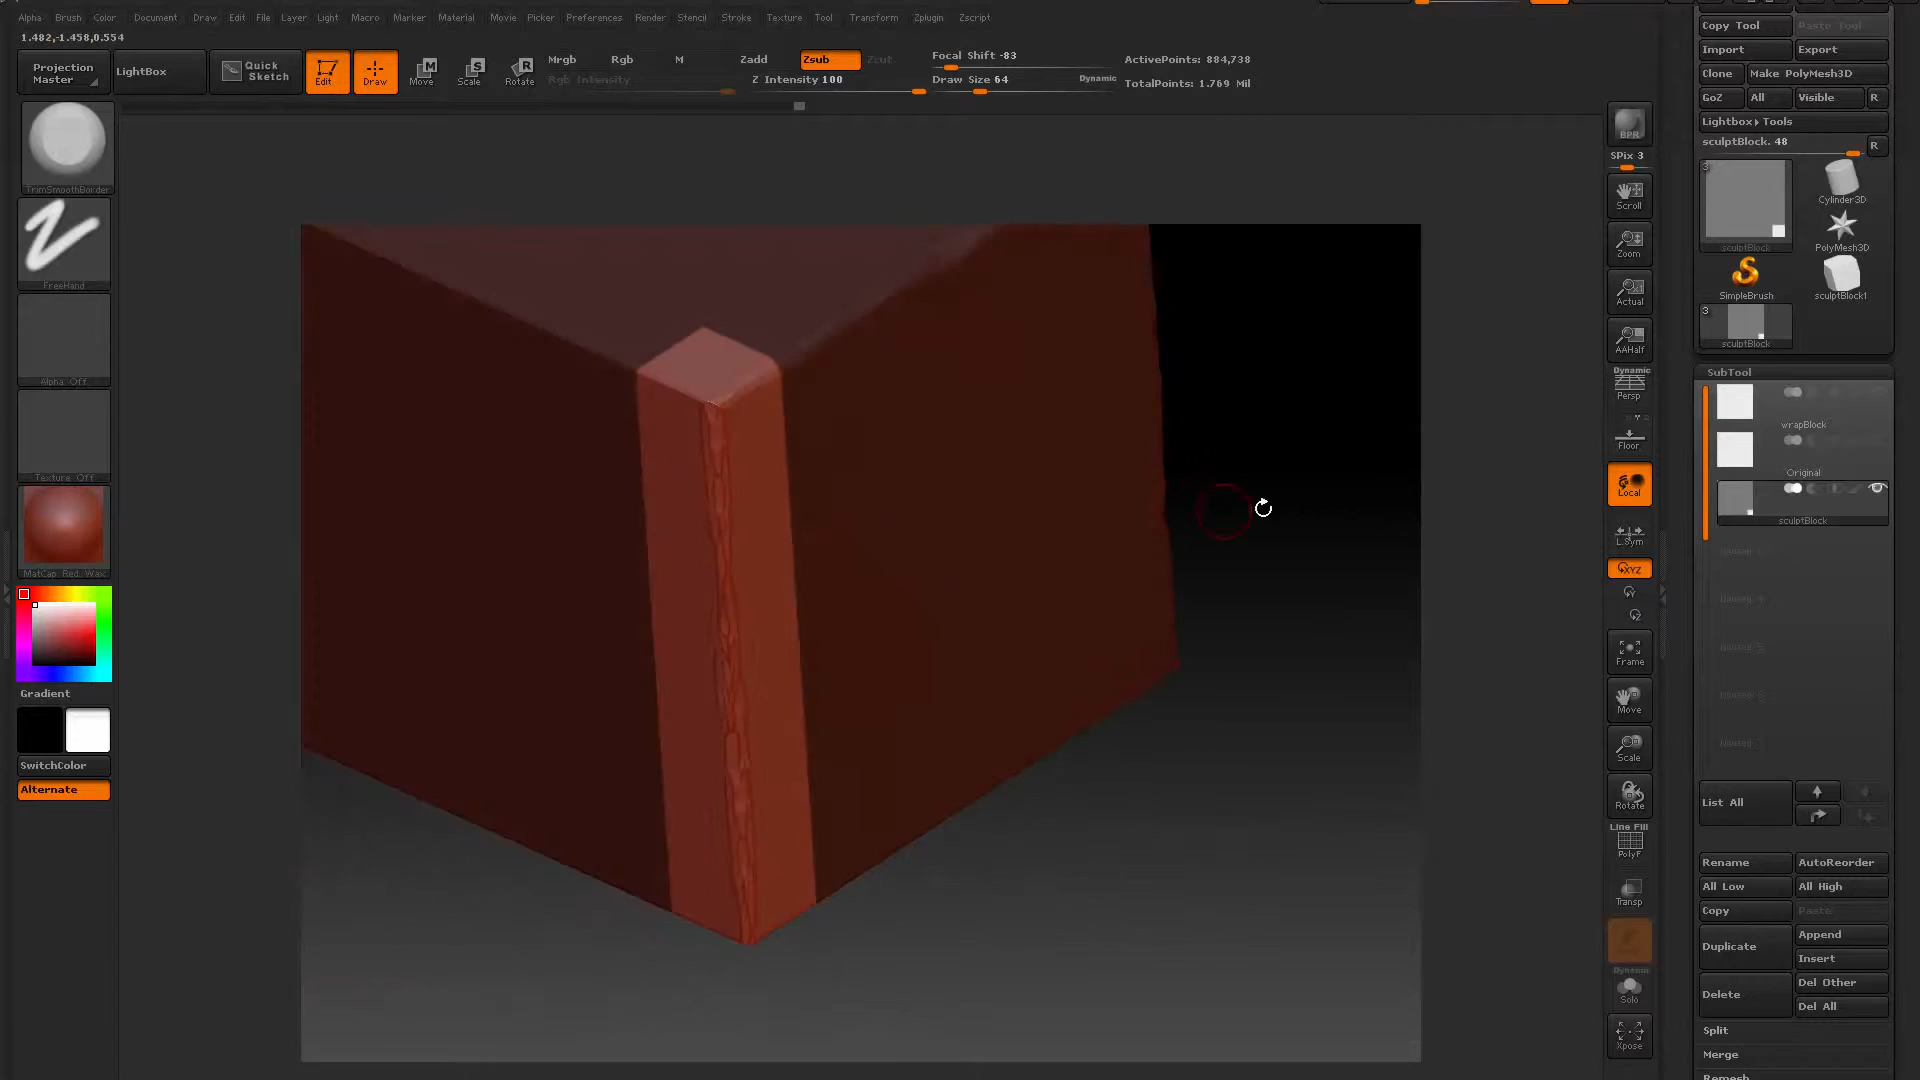 Alpha Brush Color Document Draw Edit File Layer Light Macro Marker Material Movie Picker Preferences Render Stencil Stroke Texture Tool Transform Zplugin Zscript
1.482,-1.458,0.554
Projection Master
LightBox
Quick Sketch
Edit
Draw
Move
Scale
Rotate
Mrgb Rgb M
Rgb Intensity
Zadd Zsub Zcut
Z Intensity 100
Focal Shift -83
Draw Size 64
Dynamic
ActivePoints: 884,738
TotalPoints: 1.769 Mil
TrimSmoothBorder
FreeHand
Alpha Off
Texture Off
MatCap Red Wax
Gradient
SwitchColor
Alternate
BPR
SPix 3
Scroll
Zoom
Actual
AAHalf
Dynamic
Persp
Floor
Local
L.Sym
XYZ
Frame
Move
Scale
Rotate
Line Fill
PolyF
Transp
Dynamic
Solo
Xpose
Copy Tool Paste Tool
Import Export
Clone Make PolyMesh3D
GoZ All Visible R
Lightbox▸Tools
sculptBlock. 48 R
3
sculptBlock
Cylinder3D
PolyMesh3D
SimpleBrush
sculptBlock1
3
sculptBlock
SubTool
wrapBlock
Original
sculptBlock
List All
Rename AutoReorder
All Low All High
Copy Paste
Duplicate Append
Insert
Delete Del Other
Del All
Split
Merge
Remesh